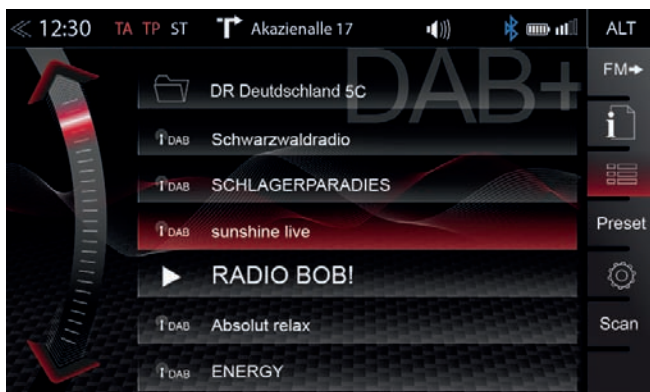 12:30 TA TP ST Akazienalle 17 ALT
DAB+
FM
DR Deutdschland 5C
i
DAB Schwarzwaldradio
DAB SCHLAGERPARADIES
DAB sunshine live
Preset
RADIO BOB!
DAB Absolut relax
Scan
DAB ENERGY